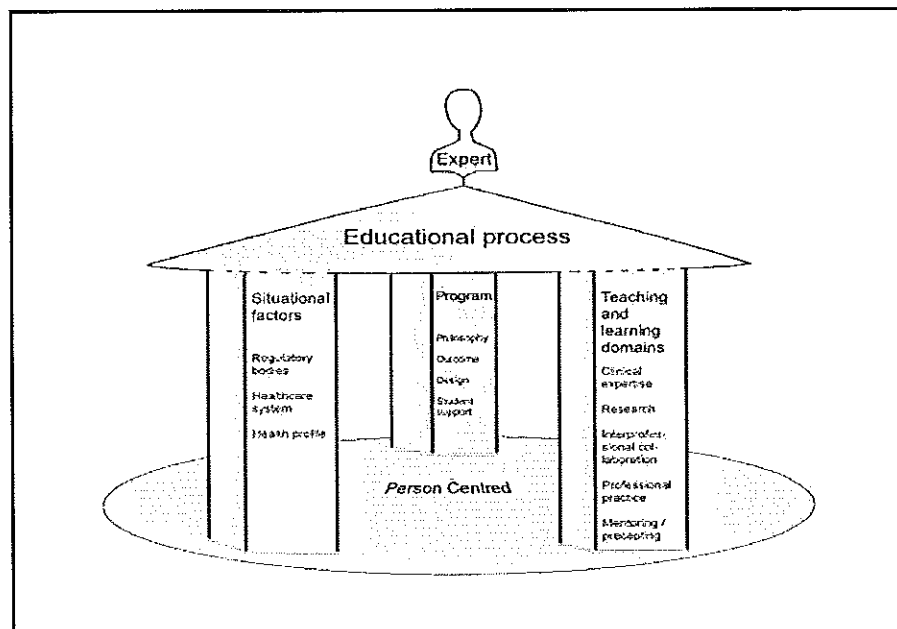 Expert
Educational process
Situational
factors
Regulatory
bodies
Healthcare
system
Health profile
Program
Philosophy
Outcome
Design
Student
support
Teaching
and
learning
domains
Clinical
expertise
Research
Interprofes-
sional col-
laboration
Professional
practice
Mentoring /
precepting
Person Centred